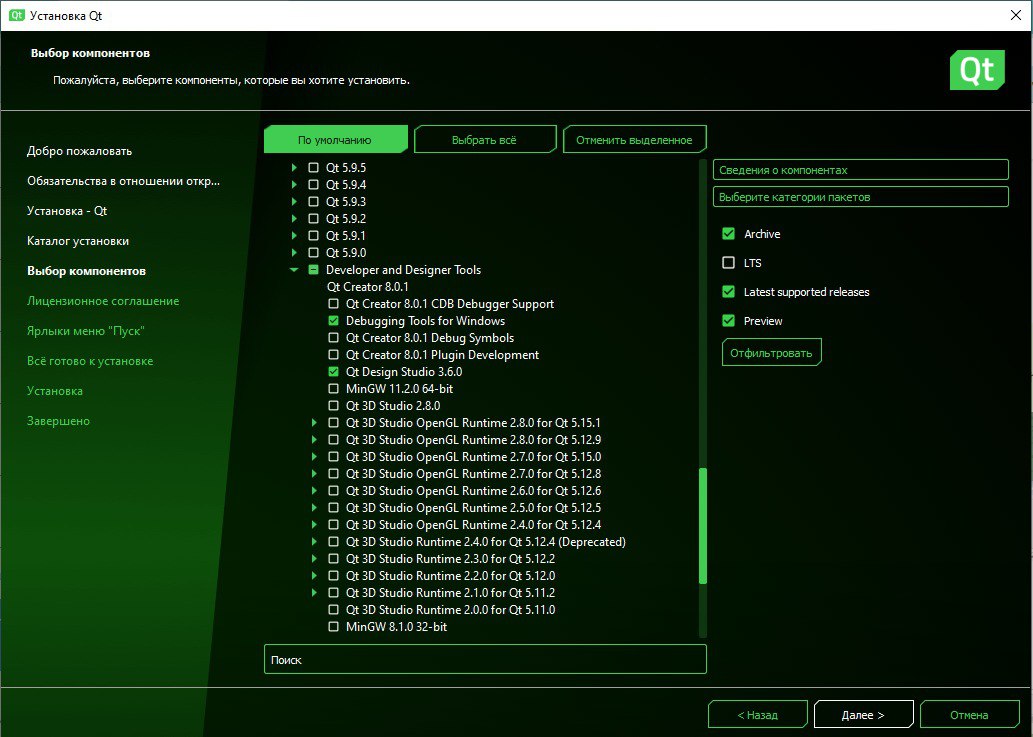 Qt Установка Qt
Выбор компонентов
Пожалуйста, выберите компоненты, которые вы хотите установить.
Qt
Добро пожаловать
Обязательства в отношении откр...
Установка - Qt
Каталог установки
Выбор компонентов
Лицензионное соглашение
Ярлыки меню "Пуск"
Всё готово к установке
Установка
Завершено
По умолчанию
Выбрать всё
Отменить выделенное
Qt 5.9.5
Qt 5.9.4
Qt 5.9.3
Qt 5.9.2
Qt 5.9.1
Qt 5.9.0
Developer and Designer Tools
Qt Creator 8.0.1
Qt Creator 8.0.1 CDB Debugger Support
Debugging Tools for Windows
Qt Creator 8.0.1 Debug Symbols
Qt Creator 8.0.1 Plugin Development
Qt Design Studio 3.6.0
MinGW 11.2.0 64-bit
Qt 3D Studio 2.8.0
Qt 3D Studio OpenGL Runtime 2.8.0 for Qt 5.15.1
Qt 3D Studio OpenGL Runtime 2.8.0 for Qt 5.12.9
Qt 3D Studio OpenGL Runtime 2.7.0 for Qt 5.15.0
Qt 3D Studio OpenGL Runtime 2.7.0 for Qt 5.12.8
Qt 3D Studio OpenGL Runtime 2.6.0 for Qt 5.12.6
Qt 3D Studio OpenGL Runtime 2.5.0 for Qt 5.12.5
Qt 3D Studio OpenGL Runtime 2.4.0 for Qt 5.12.4
Qt 3D Studio Runtime 2.4.0 for Qt 5.12.4 (Deprecated)
Qt 3D Studio Runtime 2.3.0 for Qt 5.12.2
Qt 3D Studio Runtime 2.2.0 for Qt 5.12.0
Qt 3D Studio Runtime 2.1.0 for Qt 5.11.2
Qt 3D Studio Runtime 2.0.0 for Qt 5.11.0
MinGW 8.1.0 32-bit
Поиск
Сведения о компонентах
Выберите категории пакетов
Archive
LTS
Latest supported releases
Preview
Отфильтровать
< Назад
Далее >
Отмена